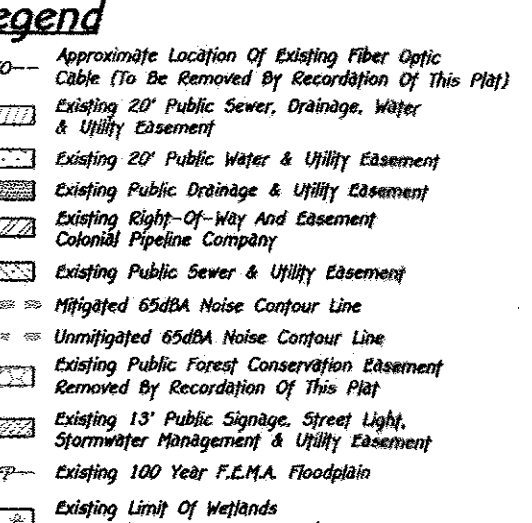 egend
O-- Approximate Location Of Existing Fiber Optic
Cable (To Be Removed By Recordation Of This Plat)
Existing 20' Public Sewer, Drainage, Water
& Utility Easement
Existing 20' Public Water & Utility Easement
Existing Public Drainage & Utility Easement
Existing Right-Of-Way And Easement
Colonial Pipeline Company
Existing Public Sewer & Utility Easement
Mitigated 65dBA Noise Contour Line
Unmitigated 65dBA Noise Contour Line
Existing Public Forest Conservation Easement
Removed By Recordation Of This Plat
Existing 13' Public Signage, Street Light,
Stormwater Management & Utility Easement
Existing 100 Year F.E.M.A. Floodplain
Existing Limit Of Wetlands